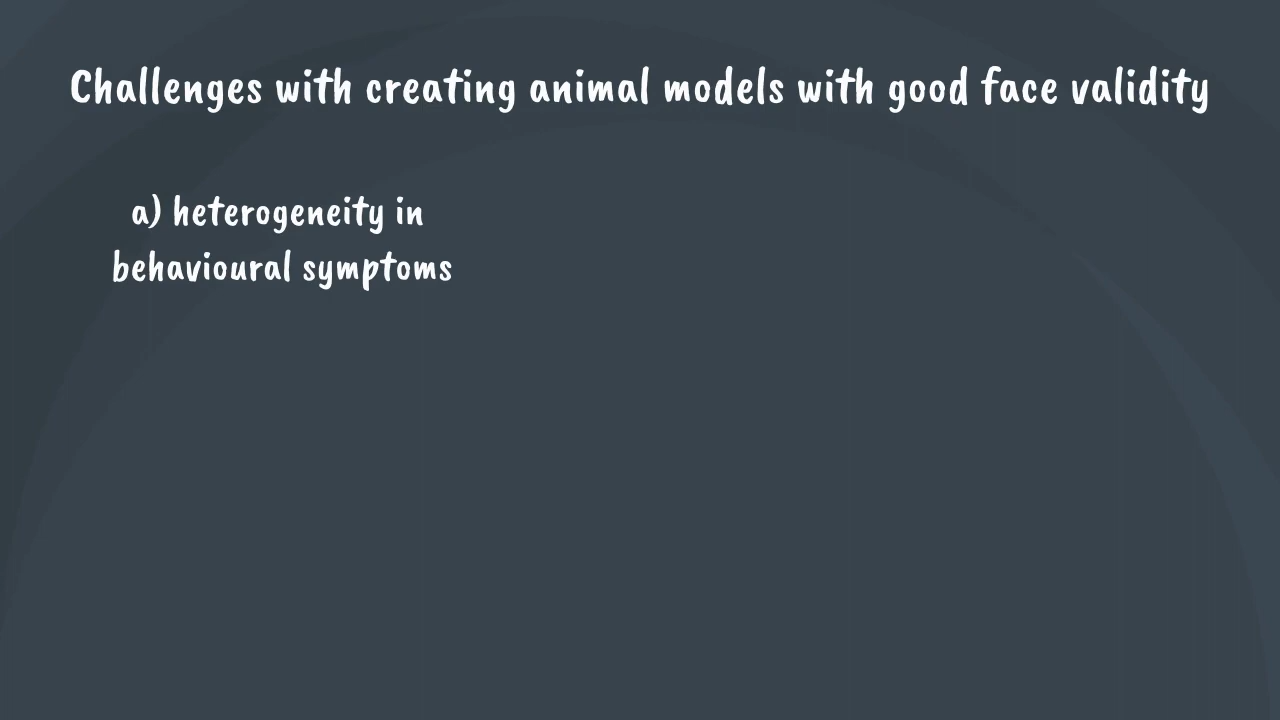 Challenges with creating animal models with good face validity
a) heterogeneity in
behavioural symptoms